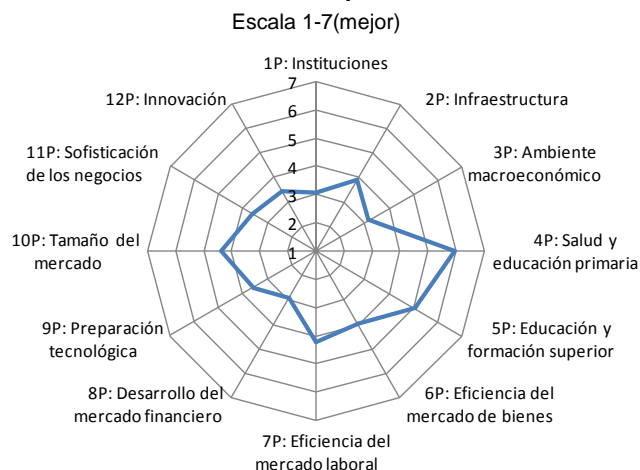 Escala 1-7(mejor)
1P: Instituciones
2P: Infraestructura
3P: Ambiente
macroeconómico
4P: Salud y
educación primaria
5P: Educación y
formación superior
6P: Eficiencia del
mercado de bienes
7P: Eficiencia del
mercado laboral
8P: Desarrollo del
mercado financiero
9P: Preparación
tecnológica
10P: Tamaño del
mercado
11P: Sofisticación
de los negocios
12P: Innovación
7
6
5
4
3
2
1